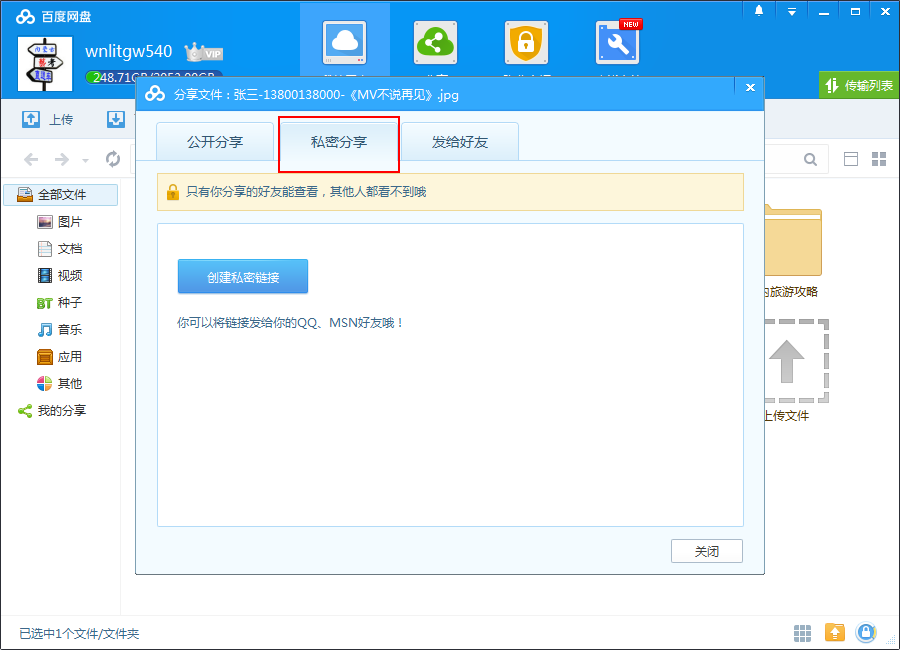 百度网盘
wnlitgw540
VIP
NEW
传输列表
分享文件：张三-13800138000-《MV不说再见》.jpg
上传
公开分享
私密分享
发给好友
只有你分享的好友能查看，其他人都看不到哦
全部文件
图片
文档
视频
BT 种子
音乐
应用
其他
我的分享
创建私密链接
你可以将链接发给你的QQ、MSN好友哦！
旅游攻略
上传文件
关闭
已选中1个文件/文件夹